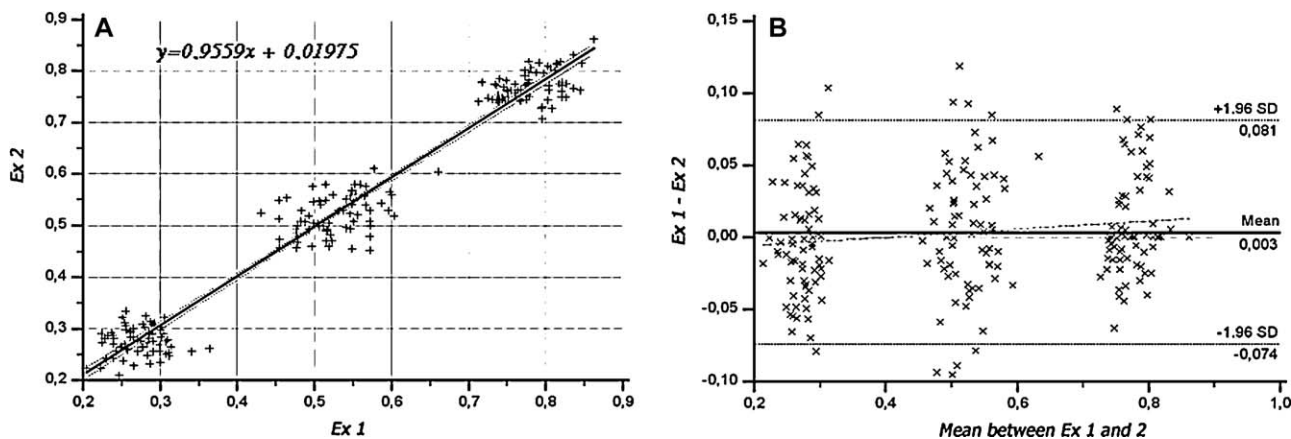 A
y=0.9559x + 0.01975
0,9
0,8
0,7
0,6
0,5
0,4
0,3
0,2
Ex 2
0,2 0,3 0,4 0,5 0,6 0,7 0,8 0,9
Ex 1
B
0,15
0,10
0,05
0,00
-0,05
-0,10
Ex 1 - Ex 2
+1.96 SD
0,081
Mean
0,003
-1.96 SD
-0,074
0,2 0,4 0,6 0,8 1,0
Mean between Ex 1 and 2